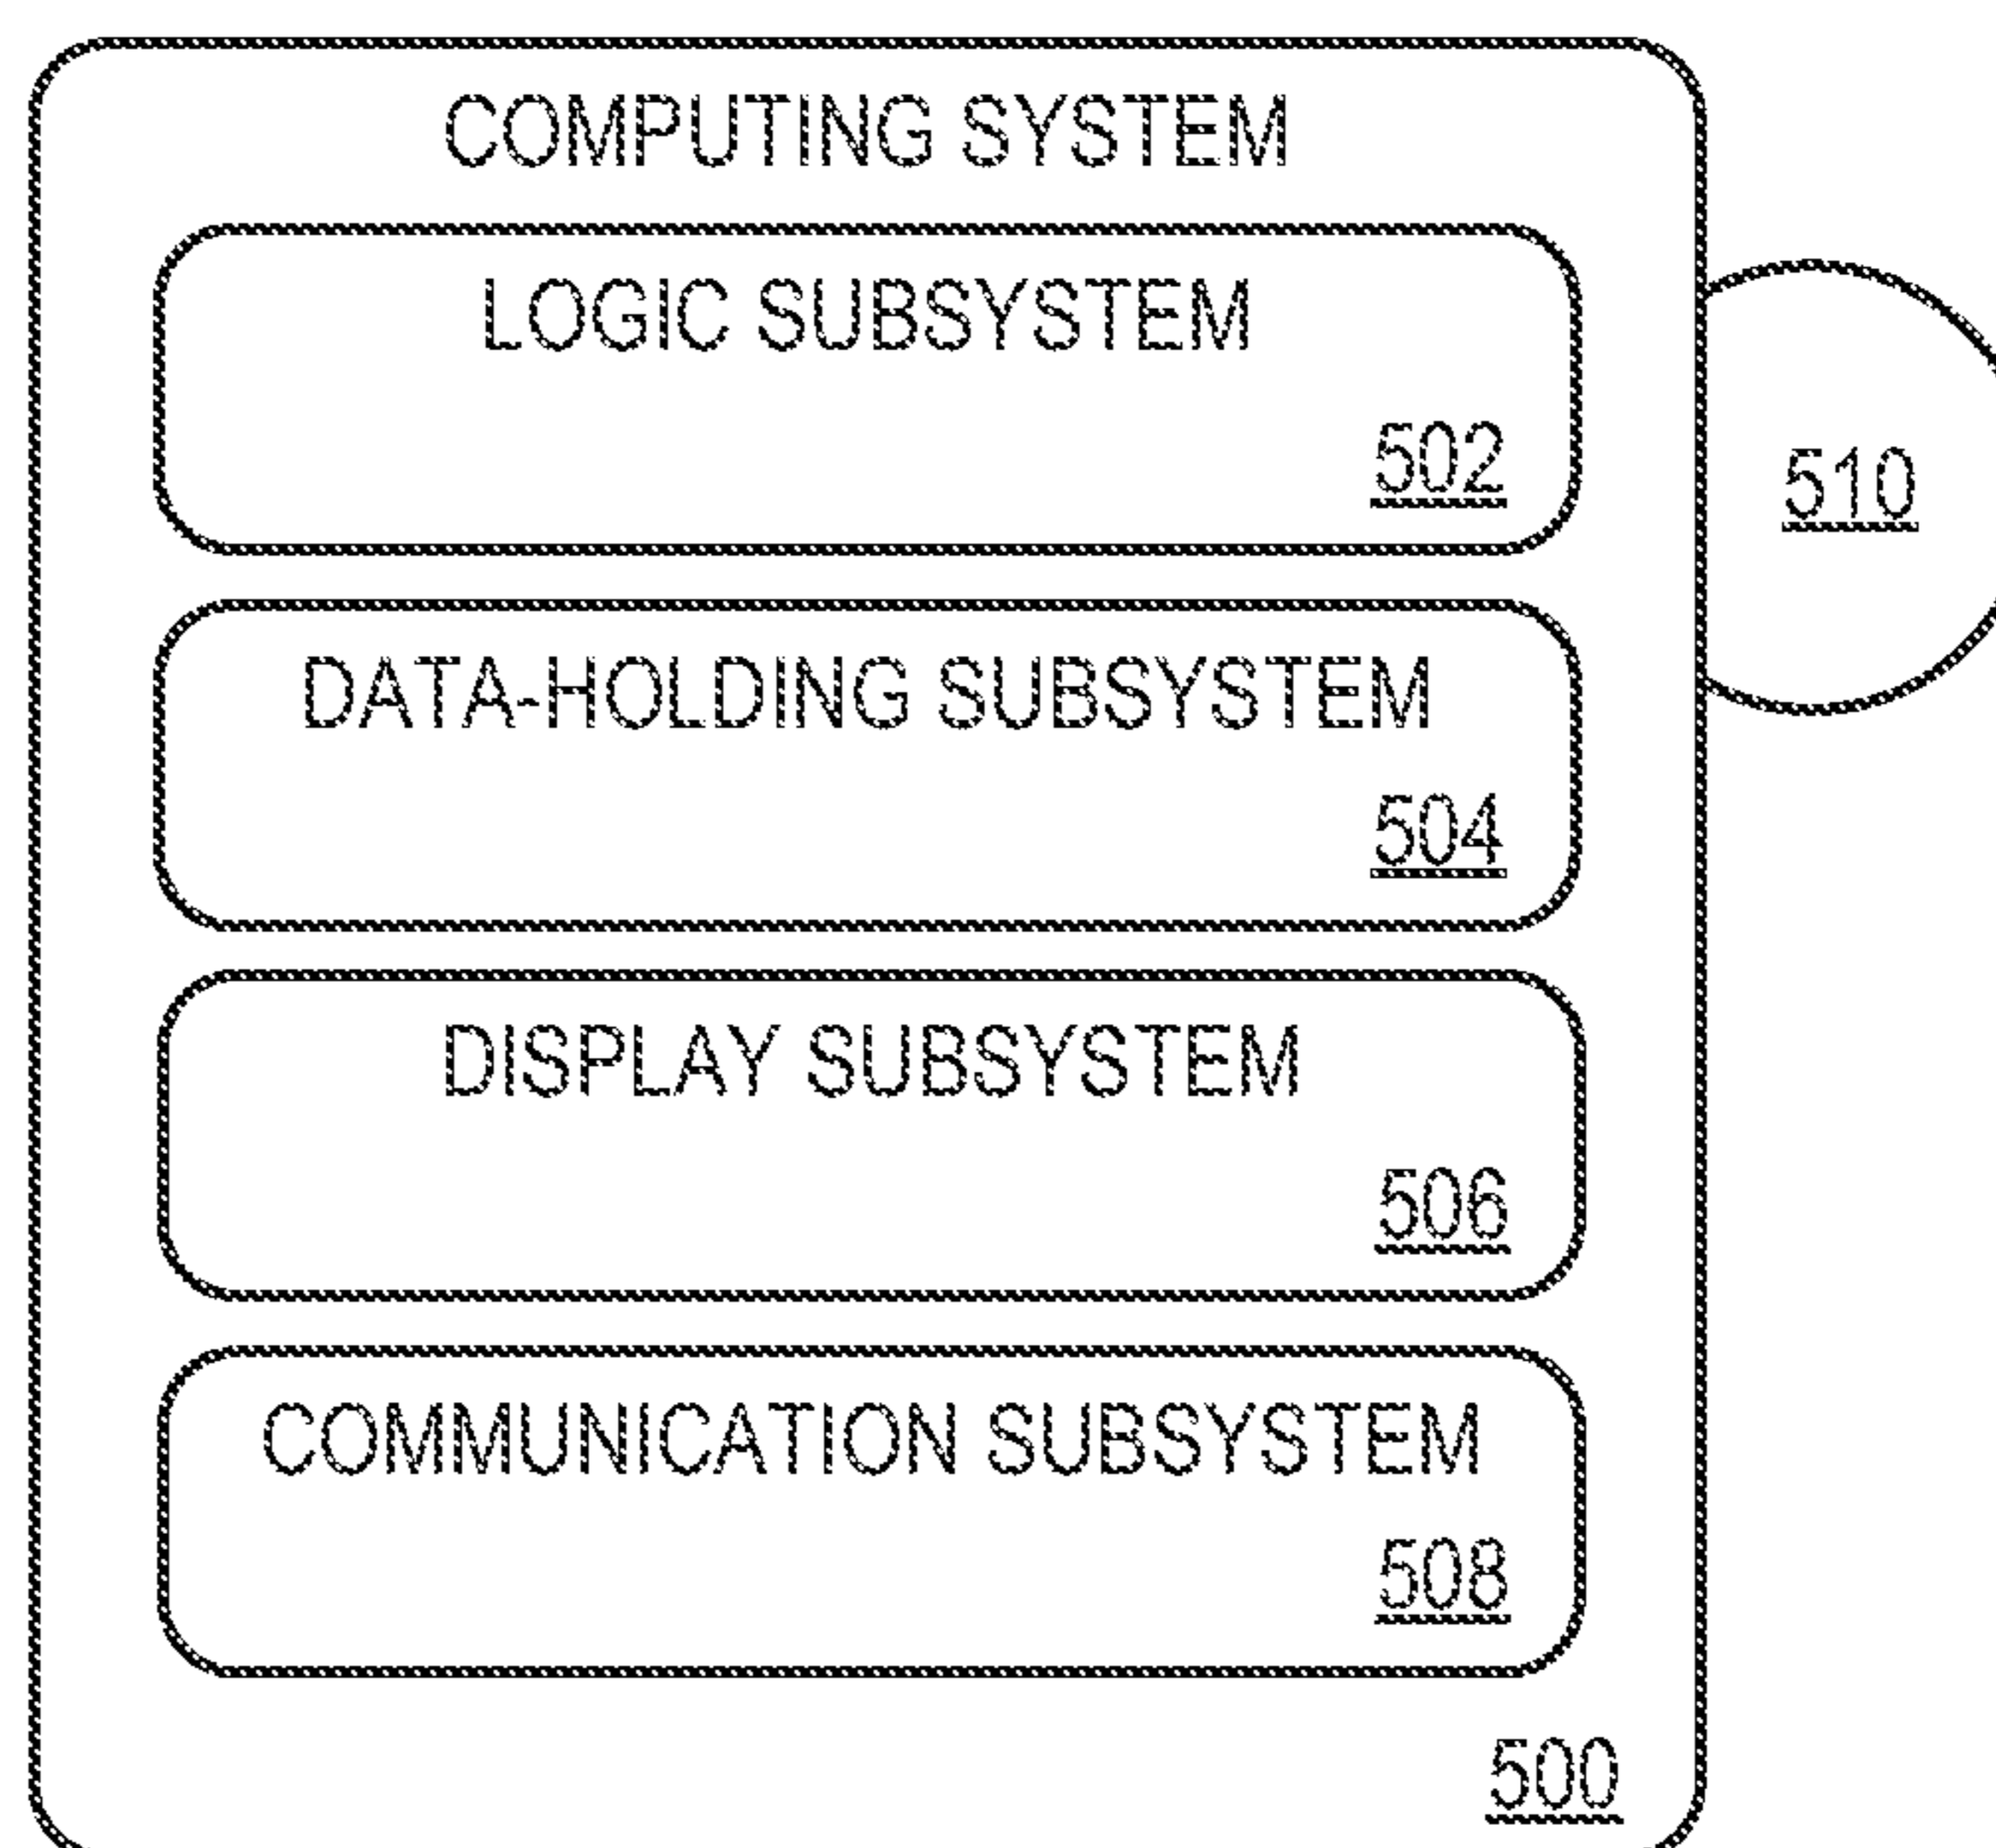 COMPUTING SYSTEM
LOGIC SUBSYSTEM
502
510
DATA-HOLDING SUBSYSTEM
504
DISPLAY SUBSYSTEM
506
COMMUNICATION SUBSYSTEM
508
500